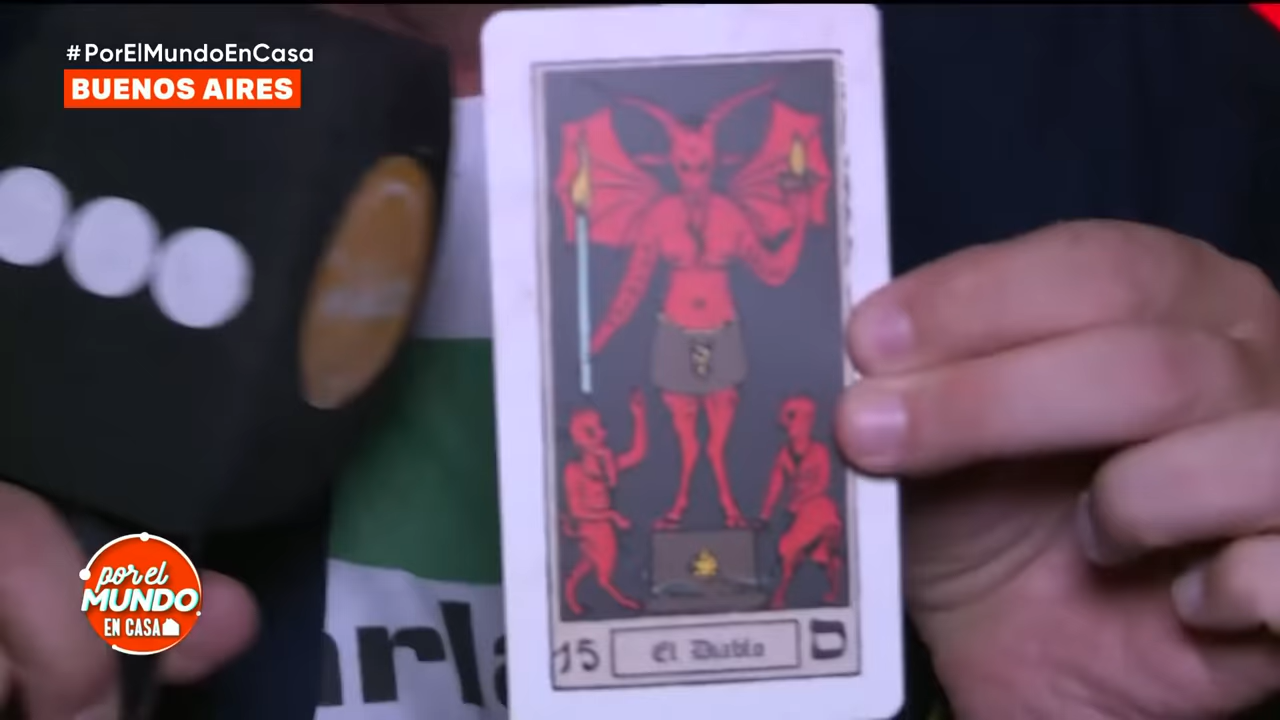 #PorElMundoEnCasa
BUENOS AIRES
por el
MUNDO
EN CASA
arla
15
El Diablo
ם